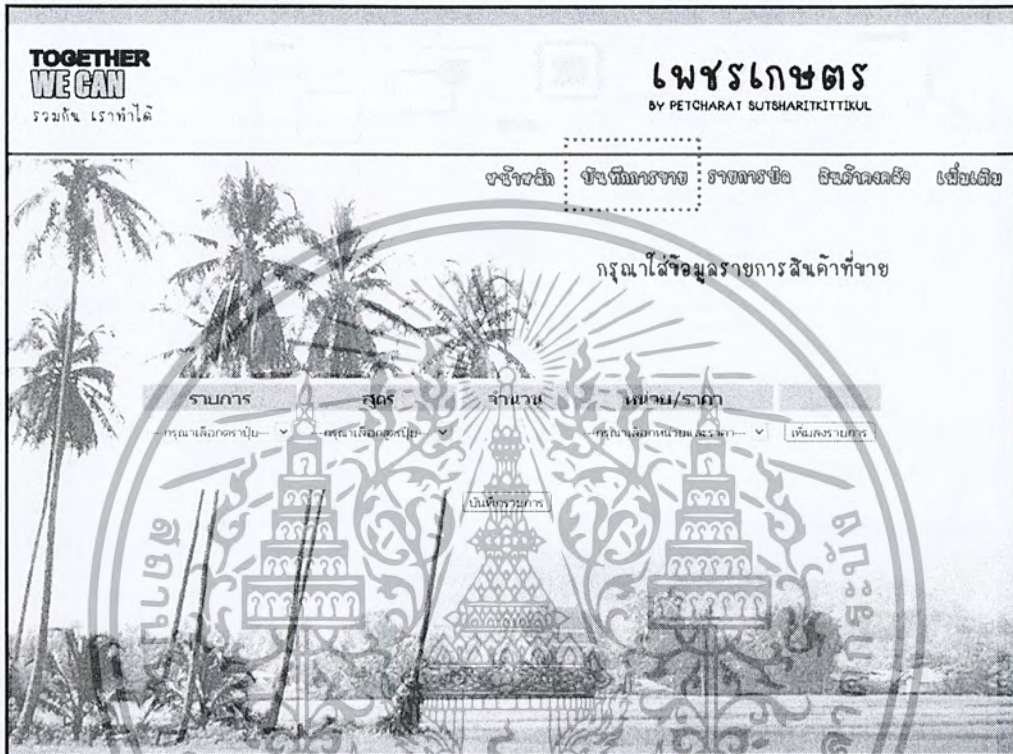 TOGETHER
WE CAN
รวมกัน เราทำได้
เพชรเกษตร
BY PETCHARAT SUTSHARITKITTIKUL
หน้าหลัก บันทึกการขาย รายการบิล สินค้าคงคลัง เพิ่มเติม
กรุณาใส่ข้อมูลรายการสินค้าที่ขาย
รายการ สูตร จำนวน หน่วย/ราคา
---กรุณาเลือกตราปุ๋ย--- ---กรุณาเลือกสูตรปุ๋ย--- ---กรุณาเลือกหน่วยและราคา--- เพิ่มลงรายการ
บันทึกรายการ